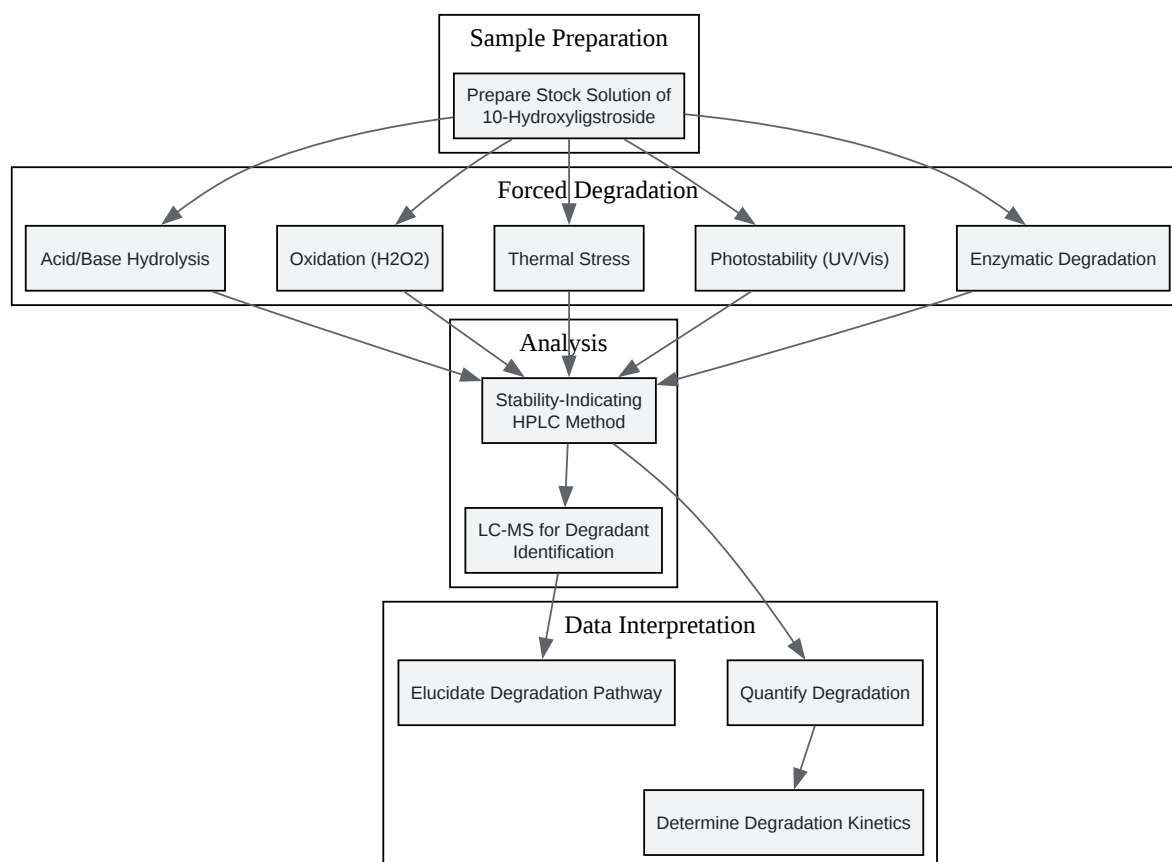 Sample Preparation
Prepare Stock Solution of
10-Hydroxyligstroside
Forced Degradation
Acid/Base Hydrolysis
Oxidation (H2O2)
Thermal Stress
Photostability (UV/Vis)
Enzymatic Degradation
Analysis
Stability-Indicating
HPLC Method
LC-MS for Degradant
Identification
Data Interpretation
Elucidate Degradation Pathway
Quantify Degradation
Determine Degradation Kinetics